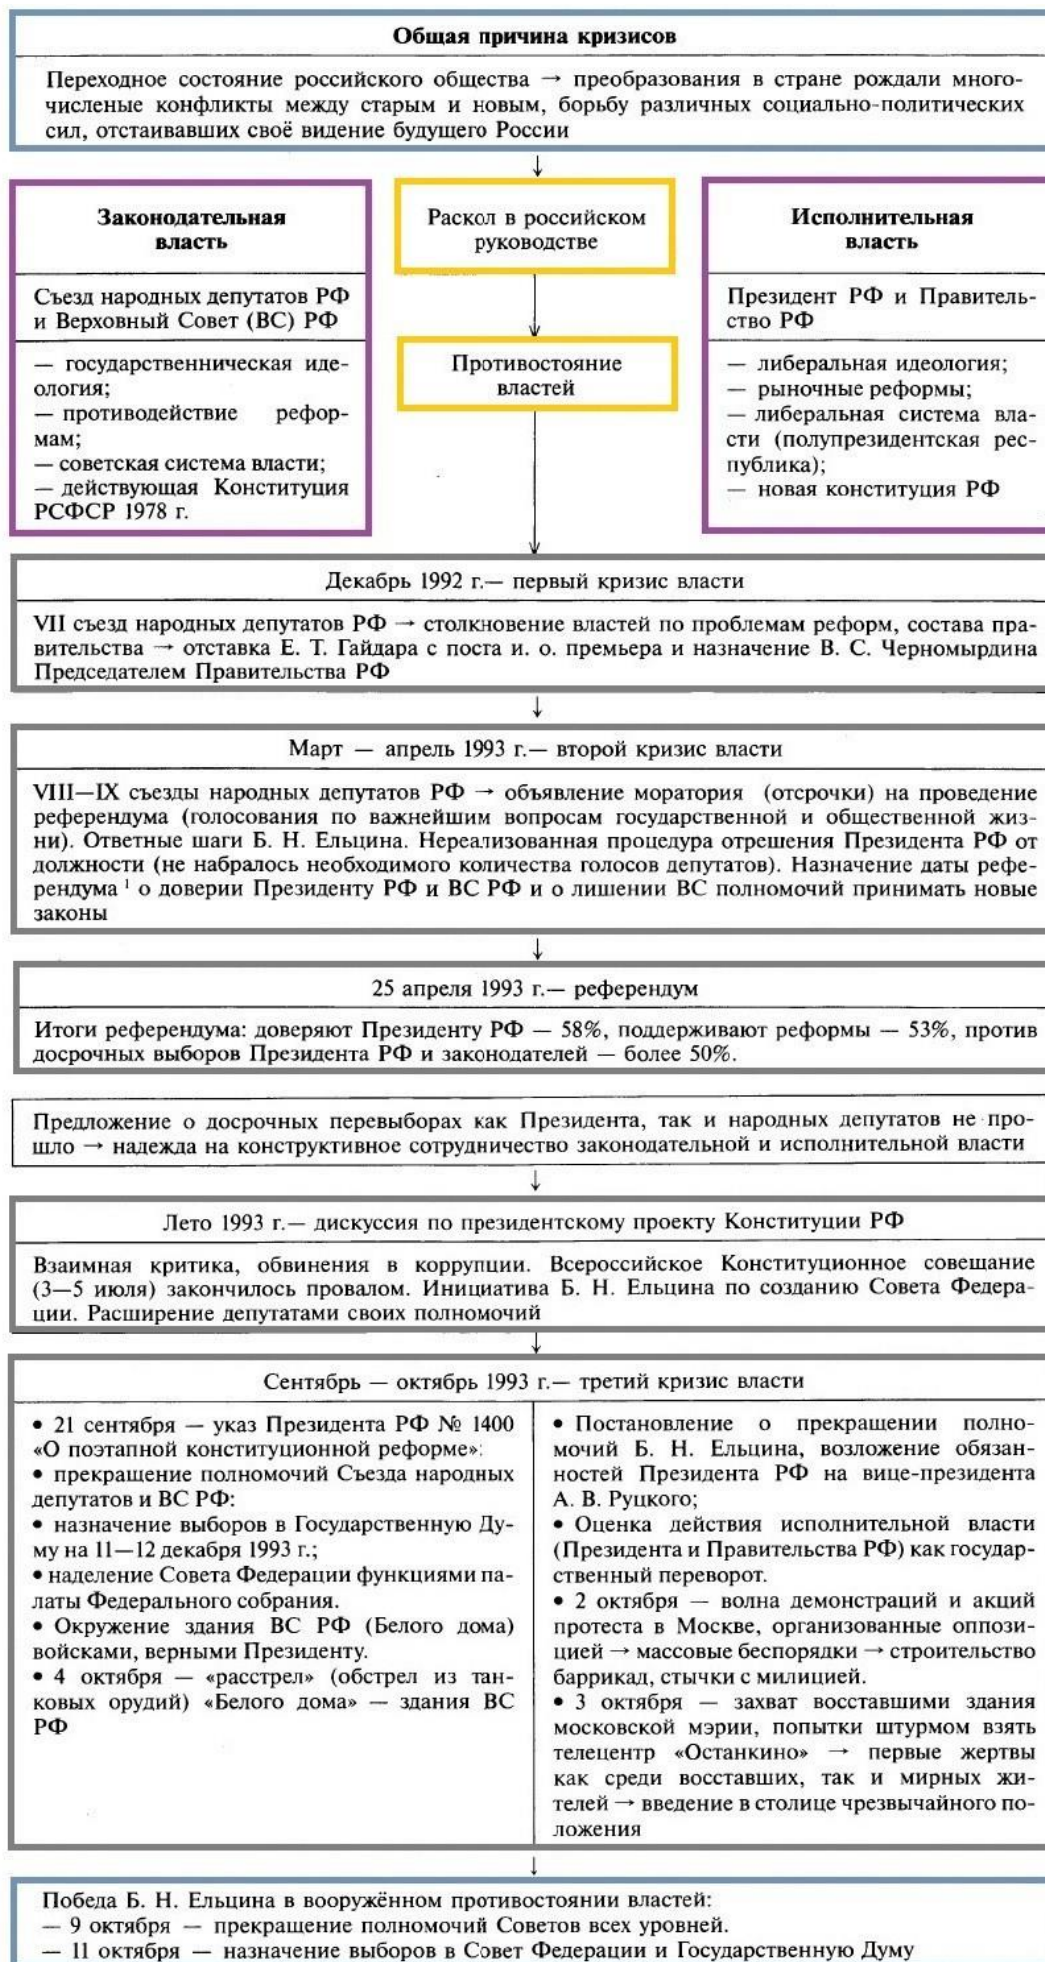 Общая причина кризисов
Переходное состояние российского общества → преобразования в стране рождали много-
численые конфликты между старым и новым, борьбу различных социально-политических
сил, отстаивавших своё видение будущего России
Законодательная
власть
Съезд народных депутатов РФ
и Верховный Совет (ВС) РФ
— государственническая иде-
ология;
— противодействие рефор-
мам;
— советская система власти;
— действующая Конституция
РСФСР 1978 г.
Раскол в российском
руководстве
Противостояние
властей
Исполнительная
власть
Президент РФ и Правитель-
ство РФ
— либеральная идеология;
— рыночные реформы;
— либеральная система вла-
сти (полупрезидентская рес-
публика);
— новая конституция РФ
Декабрь 1992 г.— первый кризис власти
VII съезд народных депутатов РФ → столкновение властей по проблемам реформ, состава пра-
вительства → отставка Е. Т. Гайдара с поста и. о. премьера и назначение В. С. Черномырдина
Председателем Правительства РФ
Март — апрель 1993 г.— второй кризис власти
VIII—IX съезды народных депутатов РФ → объявление моратория (отсрочки) на проведение
референдума (голосования по важнейшим вопросам государственной и общественной жиз-
ни). Ответные шаги Б. Н. Ельцина. Нереализованная процедура отрешения Президента РФ от
должности (не набралось необходимого количества голосов депутатов). Назначение даты рефе-
рендума ¹ о доверии Президенту РФ и ВС РФ и о лишении ВС полномочий принимать новые
законы
25 апреля 1993 г.— референдум
Итоги референдума: доверяют Президенту РФ — 58%, поддерживают реформы — 53%, против
досрочных выборов Президента РФ и законодателей — более 50%.
Предложение о досрочных перевыборах как Президента, так и народных депутатов не про-
шло → надежда на конструктивное сотрудничество законодательной и исполнительной власти
Лето 1993 г.— дискуссия по президентскому проекту Конституции РФ
Взаимная критика, обвинения в коррупции. Всероссийское Конституционное совещание
(3—5 июля) закончилось провалом. Инициатива Б. Н. Ельцина по созданию Совета Федера-
ции. Расширение депутатами своих полномочий
Сентябрь — октябрь 1993 г.— третий кризис власти
• 21 сентября — указ Президента РФ № 1400
«О поэтапной конституционной реформе»:
• прекращение полномочий Съезда народных
депутатов и ВС РФ:
• назначение выборов в Государственную Ду-
му на 11—12 декабря 1993 г.;
• наделение Совета Федерации функциями па-
латы Федерального собрания.
• Окружение здания ВС РФ (Белого дома)
войсками, верными Президенту.
• 4 октября — «расстрел» (обстрел из тан-
ковых орудий) «Белого дома» — здания ВС
РФ
• Постановление о прекращении полно-
мочий Б. Н. Ельцина, возложение обязан-
ностей Президента РФ на вице-президента
А. В. Руцкого;
• Оценка действия исполнительной власти
(Президента и Правительства РФ) как государ-
ственный переворот.
• 2 октября — волна демонстраций и акций
протеста в Москве, организованные оппози-
цией → массовые беспорядки → строительство
баррикад, стычки с милицией.
• 3 октября — захват восставшими здания
московской мэрии, попытки штурмом взять
телецентр «Останкино» → первые жертвы
как среди восставших, так и мирных жи-
телей → введение в столице чрезвычайного по-
ложения
Победа Б. Н. Ельцина в вооружённом противостоянии властей:
— 9 октября — прекращение полномочий Советов всех уровней.
— 11 октября — назначение выборов в Совет Федерации и Государственную Думу